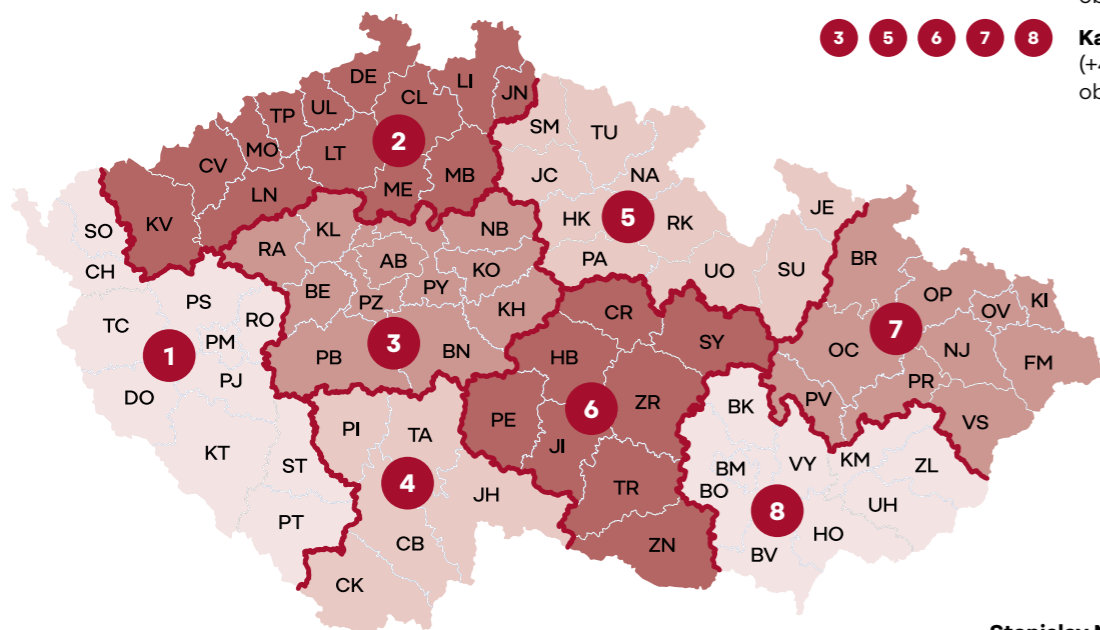 ob
3 5 6 7 8 Ka
(+4
ob
DE
LI
CL
JN
UL
TP
SM
TU
MO
LT
2
CV
MB
JC
NA
ME
LN
JE
KV
KL
HK
5
RK
SO
NB
RA
BR
AB
PA
CH
KO
UO
SU
BE
PY
OP
PS
PZ
KI
OV
KH
CR
RO
TC
7
PM
SY
3
OC
NJ
1
PB
BN
HB
FM
PJ
PR
DO
ZR
PV
6
BK
PE
VS
PI
TA
JI
KT
KM
ST
VY
ZL
BM
4
TR
BO
JH
UH
8
PT
HO
CB
ZN
BV
CK